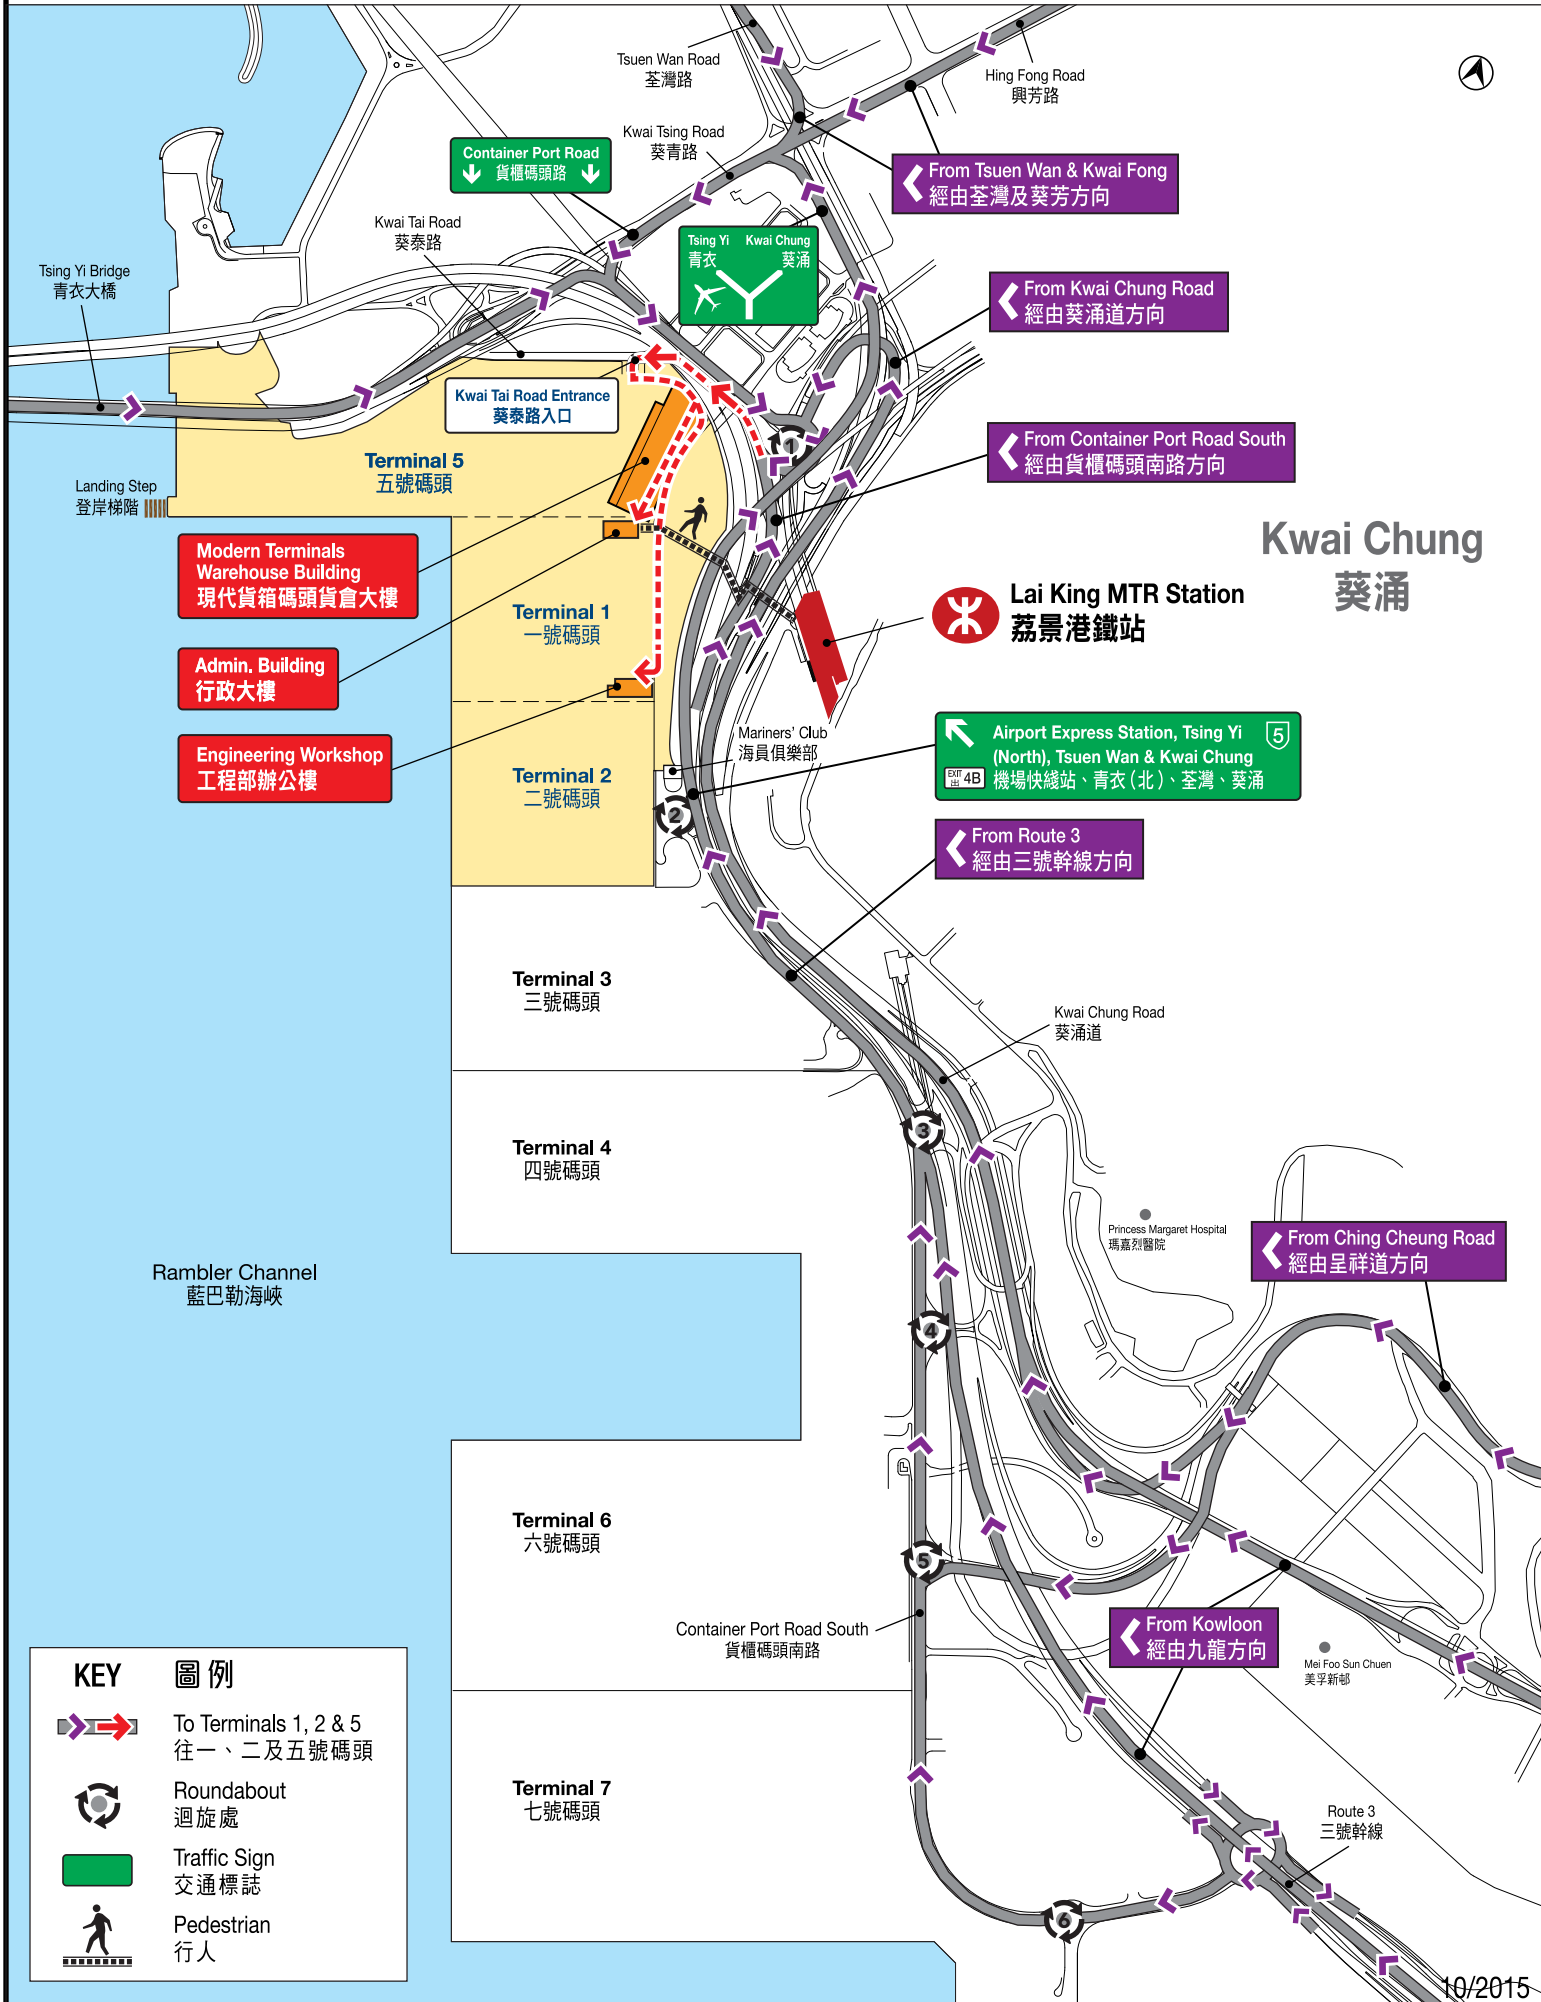 Tsuen Wan Road
荃灣路
Hing Fong Road
興芳路
Kwai Tsing Road
葵青路
Container Port Road
貨櫃碼頭路
From Tsuen Wan & Kwai Fong
經由荃灣及葵芳方向
Kwai Tai Road
葵泰路
Tsing Yi Kwai Chung
青衣 葵涌
Tsing Yi Bridge
青衣大橋
From Kwai Chung Road
經由葵涌道方向
Kwai Tai Road Entrance
葵泰路入口
1
From Container Port Road South
經由貨櫃碼頭南路方向
Terminal 5
五號碼頭
Landing Step
登岸梯階
Kwai Chung
葵涌
Modern Terminals
Warehouse Building
現代貨箱碼頭貨倉大樓
Terminal 1
一號碼頭
Lai King MTR Station
荔景港鐵站
Admin. Building
行政大樓
Engineering Workshop
工程部辦公樓
Mariners' Club
海員俱樂部
Terminal 2
二號碼頭
2
Airport Express Station, Tsing Yi 5
(North), Tsuen Wan & Kwai Chung
EXIT 出 4B 機場快綫站、青衣(北)、荃灣、葵涌
From Route 3
經由三號幹線方向
Terminal 3
三號碼頭
Kwai Chung Road
葵涌道
3
Terminal 4
四號碼頭
Princess Margaret Hospital
瑪嘉烈醫院
From Ching Cheung Road
經由呈祥道方向
Rambler Channel
藍巴勒海峽
4
Terminal 6
六號碼頭
5
Container Port Road South
貨櫃碼頭南路
From Kowloon
經由九龍方向
Mei Foo Sun Chuen
美孚新邨
KEY 圖例
To Terminals 1, 2 & 5
往一、二及五號碼頭
Roundabout
迴旋處
Traffic Sign
交通標誌
Pedestrian
行人
Terminal 7
七號碼頭
Route 3
三號幹線
6
10/2015